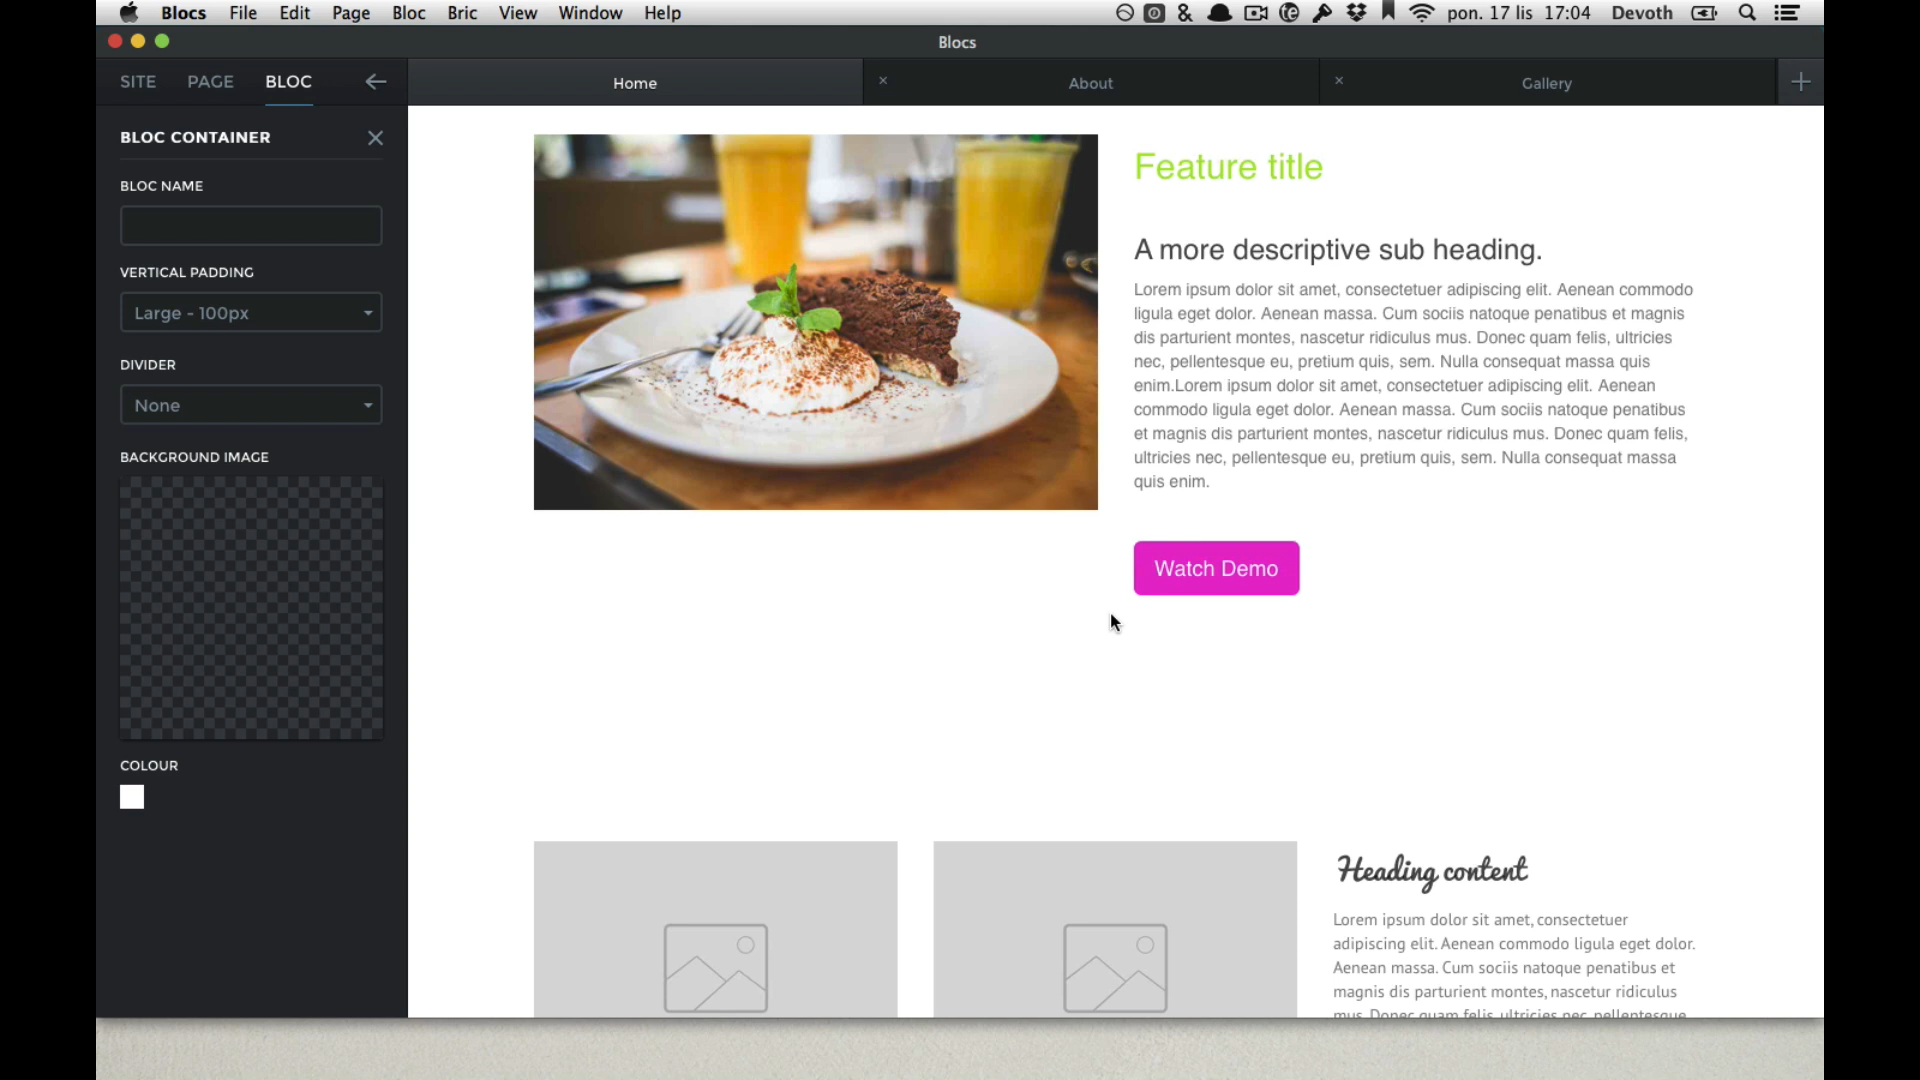 Blocs File Edit Page Bloc Bric View Window Help pon. 17 lis 17:04 Devoth
Blocs
SITE PAGE BLOC
Home
About
Gallery
BLOC CONTAINER
BLOC NAME
VERTICAL PADDING
Large - 100px
DIVIDER
None
BACKGROUND IMAGE
COLOUR
Feature title
A more descriptive sub heading.
Lorem ipsum dolor sit amet, consectetuer adipiscing elit. Aenean commodo
ligula eget dolor. Aenean massa. Cum sociis natoque penatibus et magnis
dis parturient montes, nascetur ridiculus mus. Donec quam felis, ultricies
nec, pellentesque eu, pretium quis, sem. Nulla consequat massa quis
enim.Lorem ipsum dolor sit amet, consectetuer adipiscing elit. Aenean
commodo ligula eget dolor. Aenean massa. Cum sociis natoque penatibus
et magnis dis parturient montes, nascetur ridiculus mus. Donec quam felis,
ultricies nec, pellentesque eu, pretium quis, sem. Nulla consequat massa
quis enim.
Watch Demo
Heading content
Lorem ipsum dolor sit amet, consectetuer
adipiscing elit. Aenean commodo ligula eget dolor.
Aenean massa. Cum sociis natoque penatibus et
magnis dis parturient montes, nascetur ridiculus
mus. Donec quam felis, ultricies nec, pellentesque